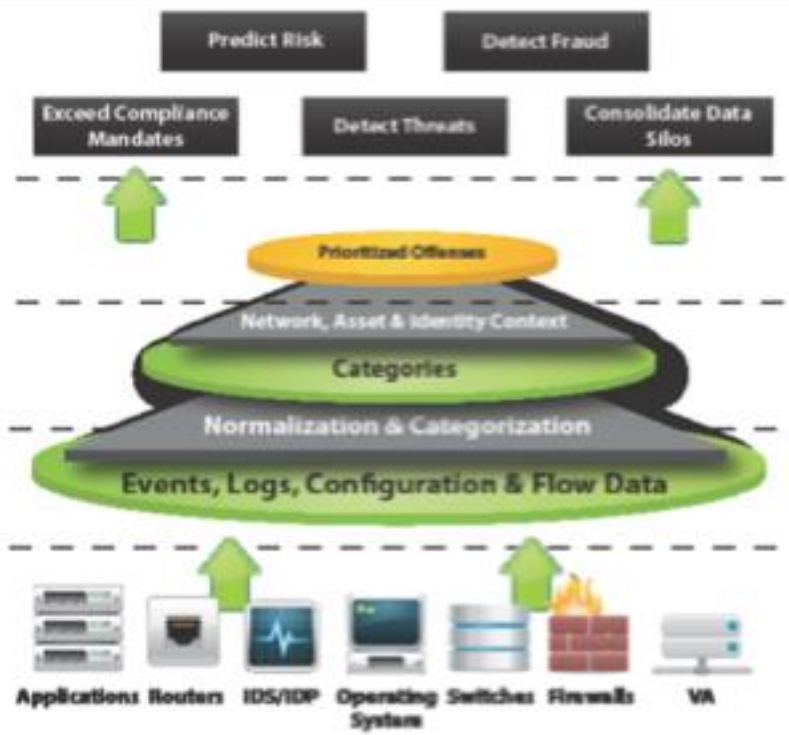 Predict Risk
Detect Fraud
Exceed Compliance
Mandates
Detect Threats
Consolidate Data
Silos
Prioritized Offenses
Network, Asset & Identity Context
Categories
Normalization & Categorization
Events, Logs, Configuration & Flow Data
Applications
Routers
IDS/IDP
Operating
System
Switches
Firewalls
VA